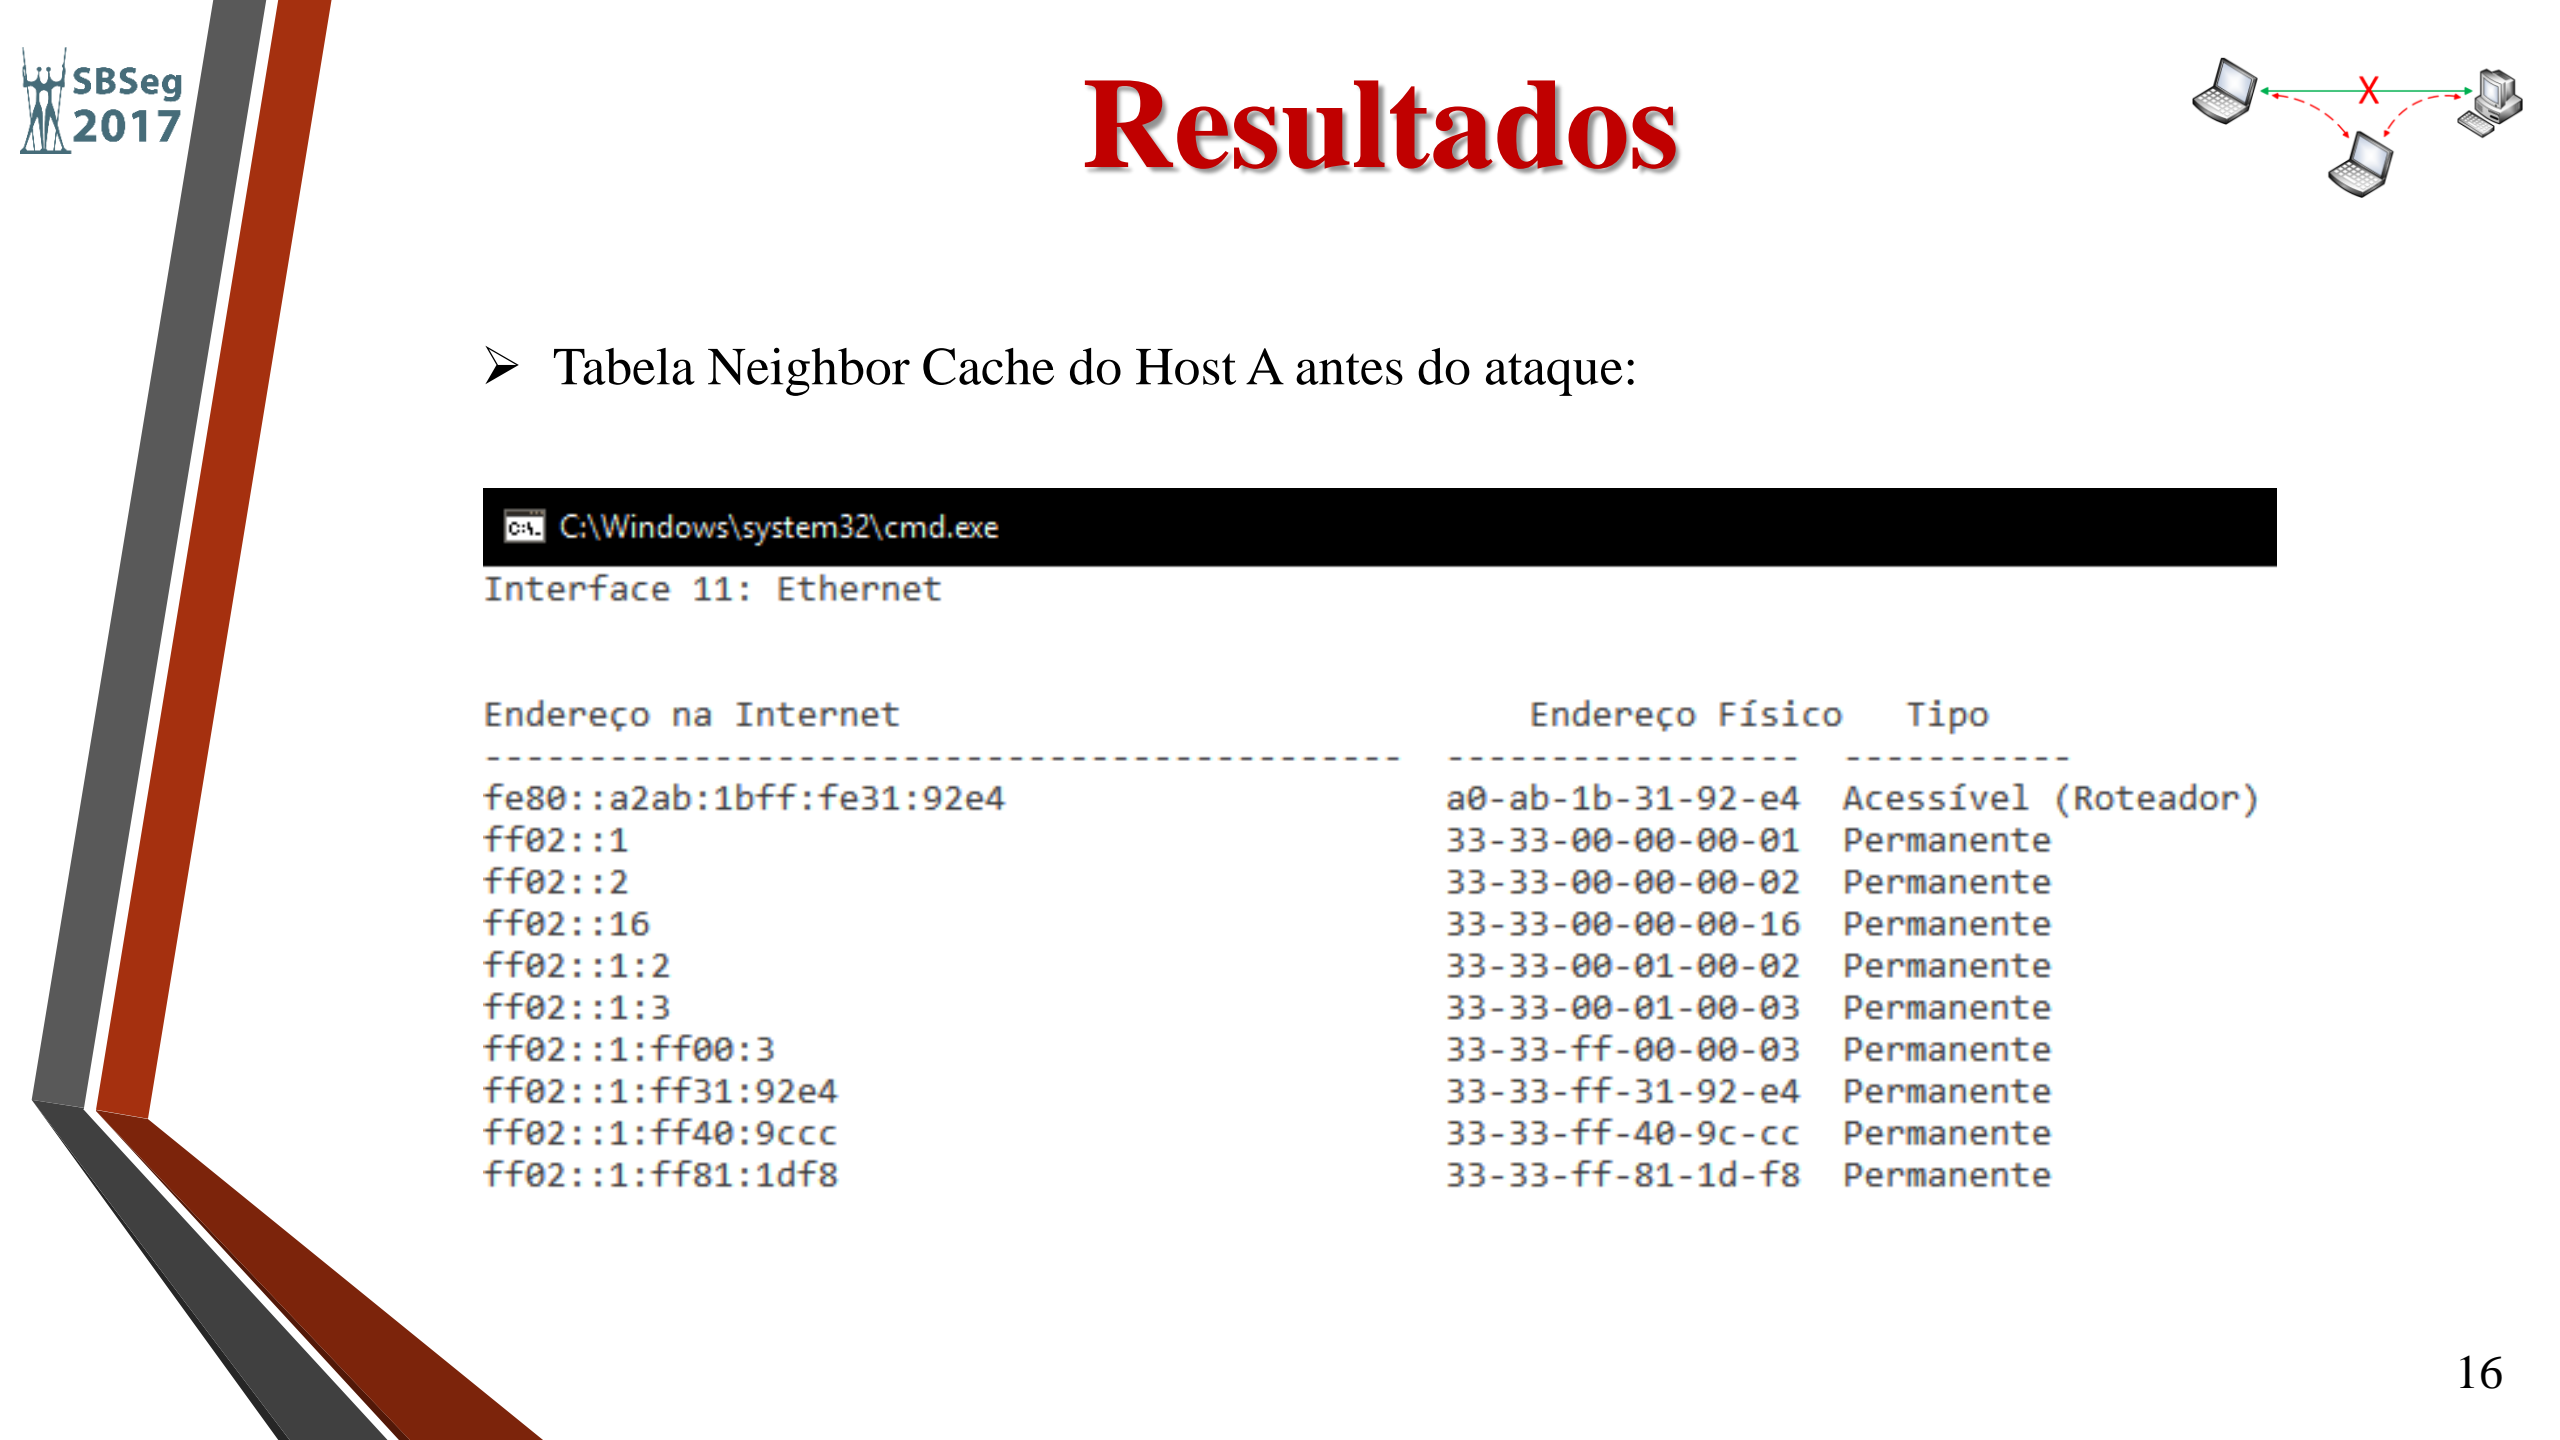 SBSeg
2017
Resultados
X
➢ Tabela Neighbor Cache do Host A antes do ataque:
C:\Windows\system32\cmd.exe
Interface 11: Ethernet
Endereço na Internet Endereço Físico Tipo
-------------------------------------------- ----------------- -----------
fe80::a2ab:1bff:fe31:92e4 a0-ab-1b-31-92-e4 Acessível (Roteador)
ff02::1 33-33-00-00-00-01 Permanente
ff02::2 33-33-00-00-00-02 Permanente
ff02::16 33-33-00-00-00-16 Permanente
ff02::1:2 33-33-00-01-00-02 Permanente
ff02::1:3 33-33-00-01-00-03 Permanente
ff02::1:ff00:3 33-33-ff-00-00-03 Permanente
ff02::1:ff31:92e4 33-33-ff-31-92-e4 Permanente
ff02::1:ff40:9ccc 33-33-ff-40-9c-cc Permanente
ff02::1:ff81:1df8 33-33-ff-81-1d-f8 Permanente
16